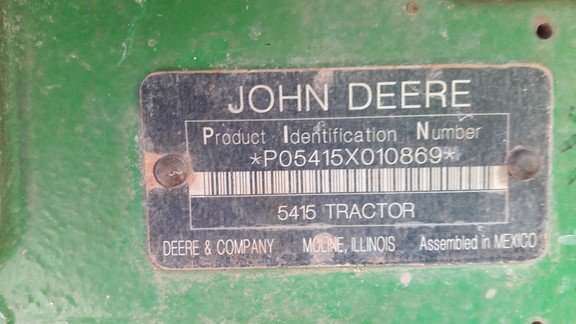 JOHN DEERE
Product Identification Number
*P05415X010869*
5415 TRACTOR
DEERE & COMPANY MOLINE, ILLINOIS Assembled in MEXICO